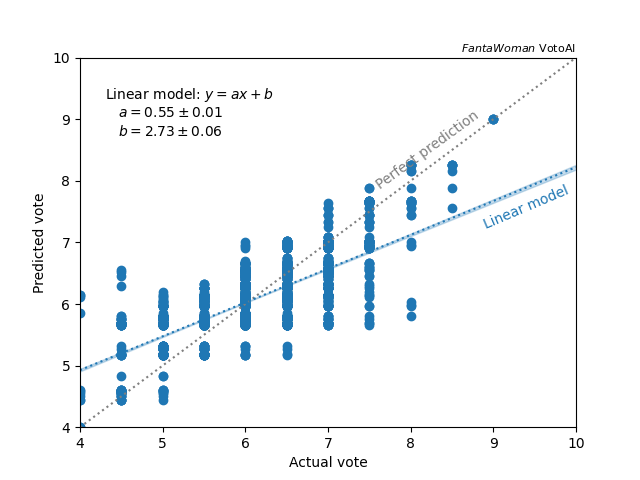 FantaWoman VotoAI
Linear model: y = ax + b
a = 0.55 ± 0.01
b = 2.73 ± 0.06
Perfect prediction
Linear model
Predicted vote
10
9
8
7
6
5
4
4 5 6 7 8 9 10
Actual vote